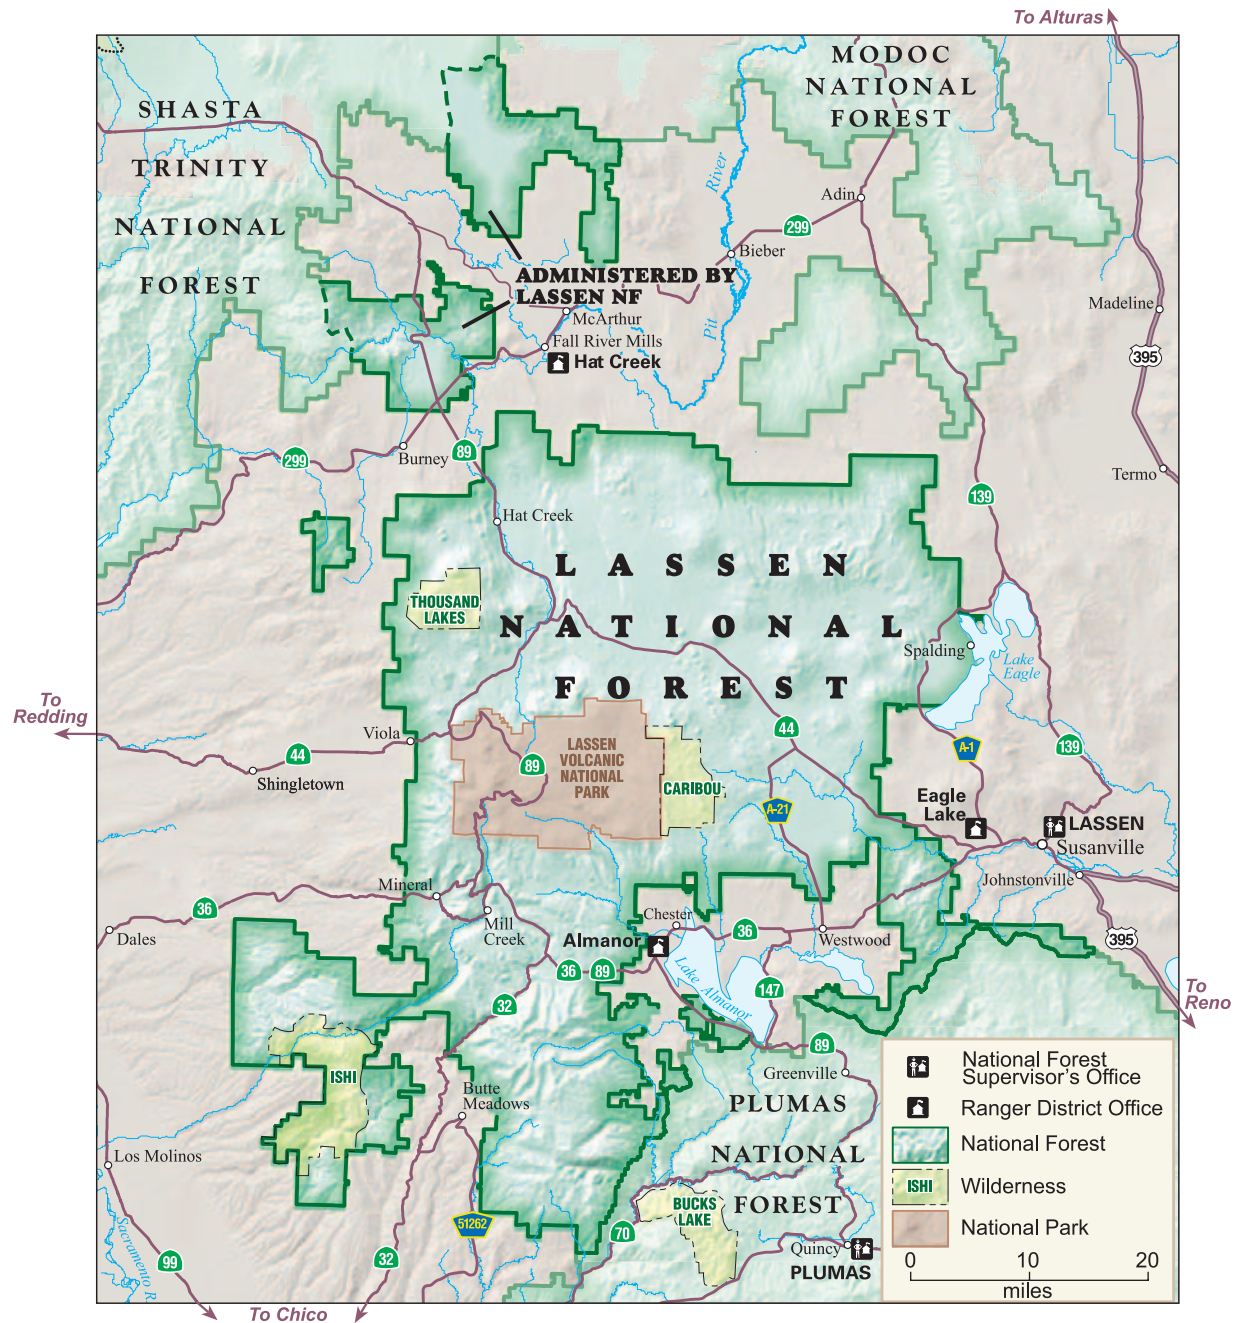 To Alturas
MODOC
NATIONAL
FOREST
SHASTA
TRINITY
NATIONAL
FOREST
River
Pit
Adin
299
Bieber
ADMINISTERED BY
LASSEN NF
McArthur
Fall River Mills
Hat Creek
Madeline
395
Termo
299
Burney
89
139
Hat Creek
LASSEN
NATIONAL
FOREST
THOUSAND
LAKES
Spalding
Lake
Eagle
To
Redding
Viola
44
Shingletown
44
89
LASSEN
VOLCANIC
NATIONAL
PARK
CARIBOU
A-1
139
A-21
Eagle
Lake
LASSEN
Susanville
Johnstonville
Mineral
36
Dales
Mill
Creek
Chester
36
Westwood
Almanor
395
36
89
Lake Almanor
147
To
Reno
32
89
Greenville
ISHI
Butte
Meadows
PLUMAS
NATIONAL
FOREST
Los Molinos
BUCKS
LAKE
51262
70
Quincy
PLUMAS
Sacramento R.
99
32
To Chico
National Forest
Supervisor's Office
Ranger District Office
National Forest
ISHI
Wilderness
National Park
0
10
20
miles